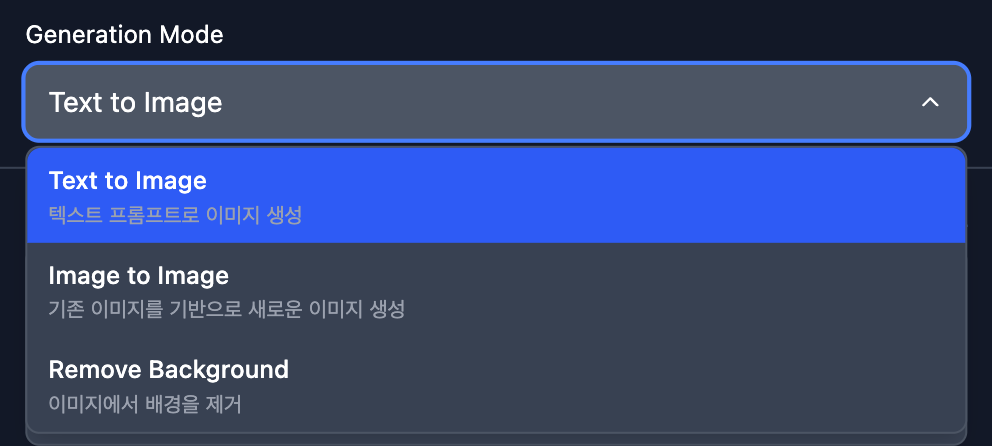 Generation Mode
Text to Image
Text to Image
텍스트 프롬프트로 이미지 생성
Image to Image
기존 이미지를 기반으로 새로운 이미지 생성
Remove Background
이미지에서 배경을 제거